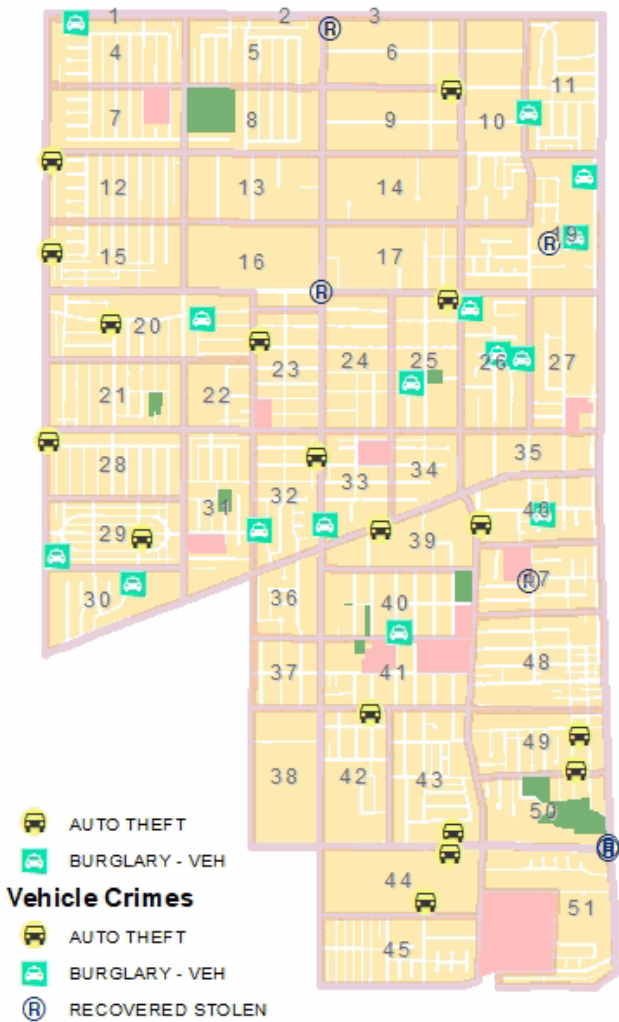 1 2 3
4 5 6
11
7 8 9 10
12 13 14
19
15 16 17
20
23 24 25 26 27
21 22
28 32 33 34 35
29 31 39 46
30 36 40 47
37 41 48
38 42 43 49
50
44 51
45
AUTO THEFT
BURGLARY - VEH
Vehicle Crimes
AUTO THEFT
BURGLARY - VEH
R RECOVERED STOLEN